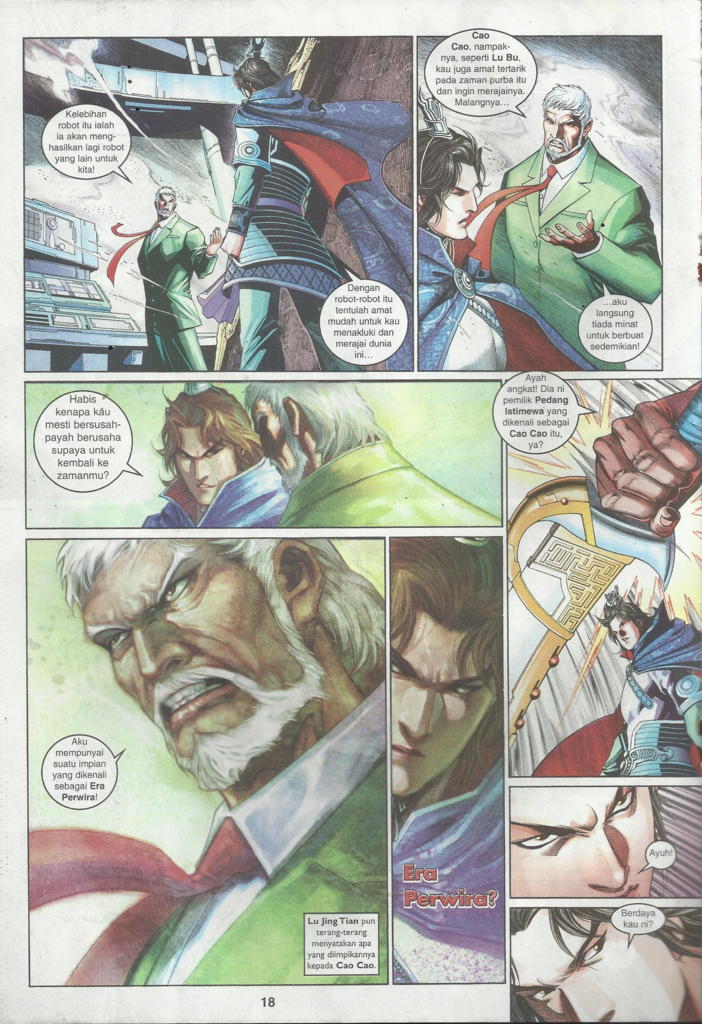 Kelebihan
robot itu ialah
ia akan meng-
hasilkan lagi robot
yang lain untuk
kita!
Dengan
robot-robot itu
tentulah amat
mudah untuk kau
menakluki dan
merajai dunia
ini...
Cao
Cao, nampak-
nya, seperti Lu Bu,
kau juga amat tertarik
pada zaman purba itu
dan ingin merajainya.
Malangnya...
...aku
langsung
tiada minat
untuk berbuat
sedemikian!
Habis
kenapa kau
mesti bersusah-
payah berusaha
supaya untuk
kembali ke
zamanmu?
Ayah
angkat! Dia ni
pemilik Pedang
Istimewa yang
dikenali sebagai
Cao Cao itu,
ya?
Aku
mempunyai
suatu impian
yang dikenali
sebagai Era
Perwira!
Lu Jing Tian pun
terang-terang
menyatakan apa
yang diimpikannya
kepada Cao Cao.
Era
Perwira?
Ayuh!
Berdaya
kau ni?
18